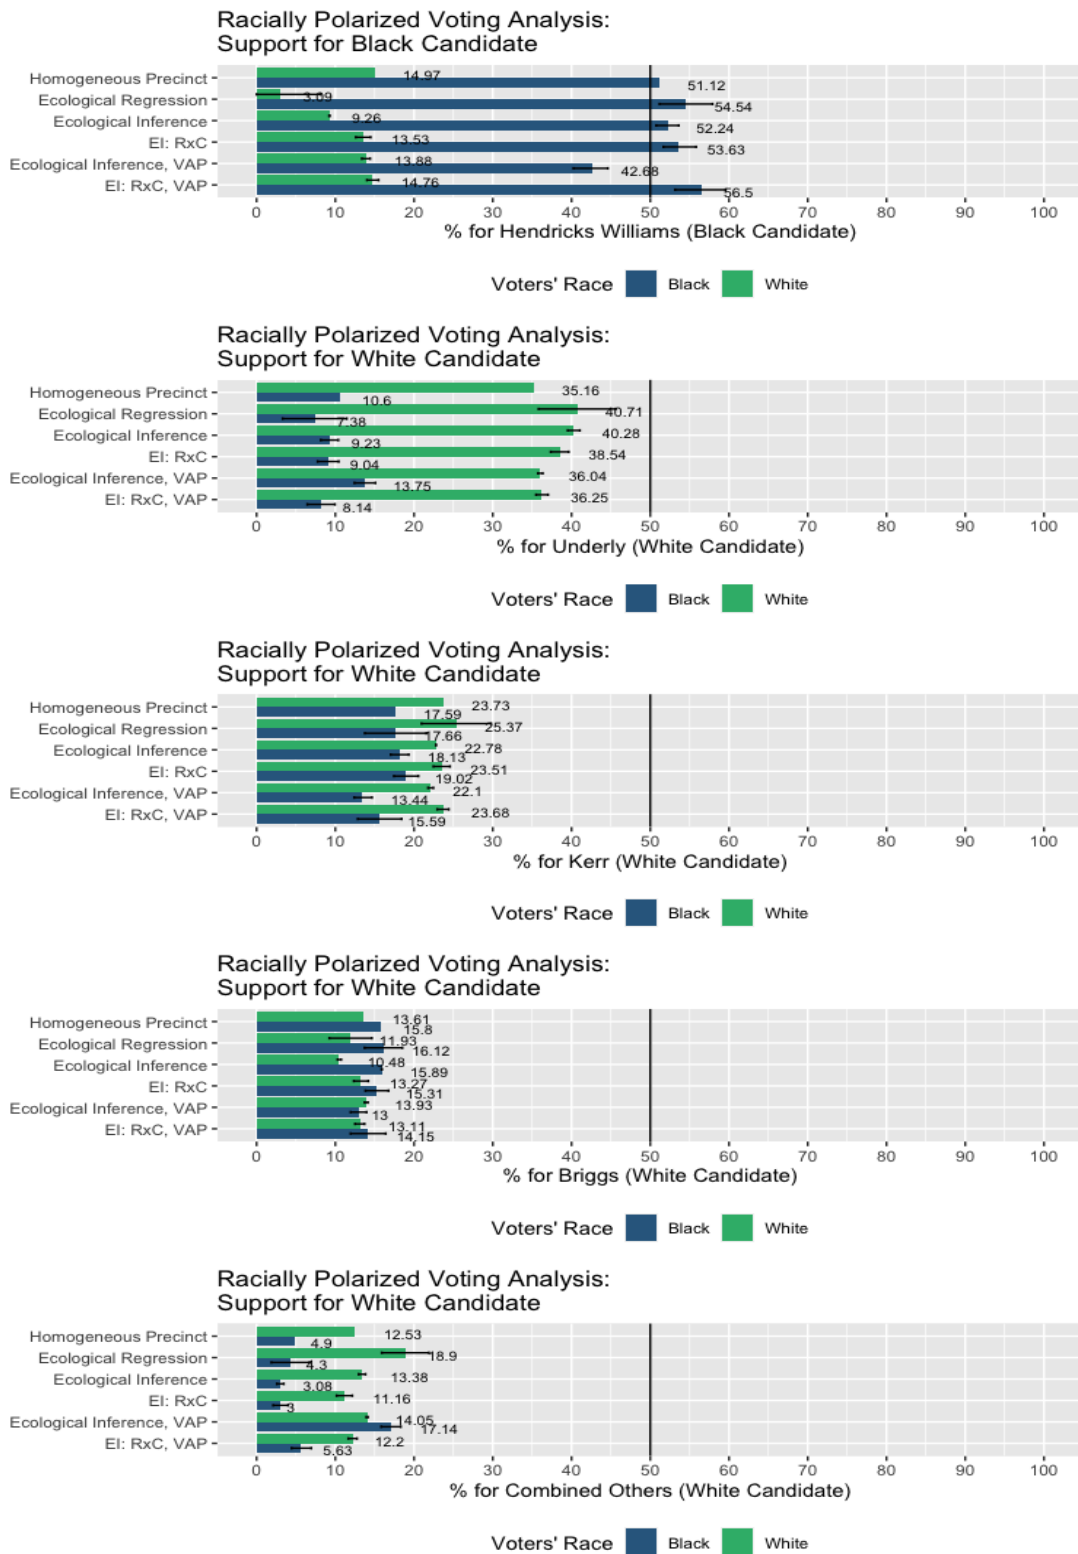 Racially Polarized Voting Analysis:
Support for Black Candidate
Homogeneous Precinct
14.97
51.12
Ecological Regression
3.09
54.54
Ecological Inference
9.26
52.24
EI: RxC
13.53
53.63
Ecological Inference, VAP
13.88
42.68
EI: RxC, VAP
14.76
56.5
0 10 20 30 40 50 60 70 80 90 100
% for Hendricks Williams (Black Candidate)
Voters' Race Black White
Racially Polarized Voting Analysis:
Support for White Candidate
Homogeneous Precinct
35.16
10.6
Ecological Regression
40.71
7.38
Ecological Inference
40.28
9.23
EI: RxC
38.54
9.04
Ecological Inference, VAP
36.04
13.75
EI: RxC, VAP
36.25
8.14
0 10 20 30 40 50 60 70 80 90 100
% for Underly (White Candidate)
Voters' Race Black White
Racially Polarized Voting Analysis:
Support for White Candidate
Homogeneous Precinct
23.73
17.59
Ecological Regression
25.37
17.66
Ecological Inference
22.78
18.13
EI: RxC
23.51
19.02
Ecological Inference, VAP
22.1
13.44
EI: RxC, VAP
23.68
15.59
0 10 20 30 40 50 60 70 80 90 100
% for Kerr (White Candidate)
Voters' Race Black White
Racially Polarized Voting Analysis:
Support for White Candidate
Homogeneous Precinct
13.61
15.8
Ecological Regression
11.93
16.12
Ecological Inference
10.48
15.89
EI: RxC
13.27
15.31
Ecological Inference, VAP
13.93
13
EI: RxC, VAP
13.11
14.15
0 10 20 30 40 50 60 70 80 90 100
% for Briggs (White Candidate)
Voters' Race Black White
Racially Polarized Voting Analysis:
Support for White Candidate
Homogeneous Precinct
12.53
4.9
Ecological Regression
18.9
4.3
Ecological Inference
13.38
3.08
EI: RxC
11.16
3
Ecological Inference, VAP
14.05
17.14
EI: RxC, VAP
12.2
5.63
0 10 20 30 40 50 60 70 80 90 100
% for Combined Others (White Candidate)
Voters' Race Black White